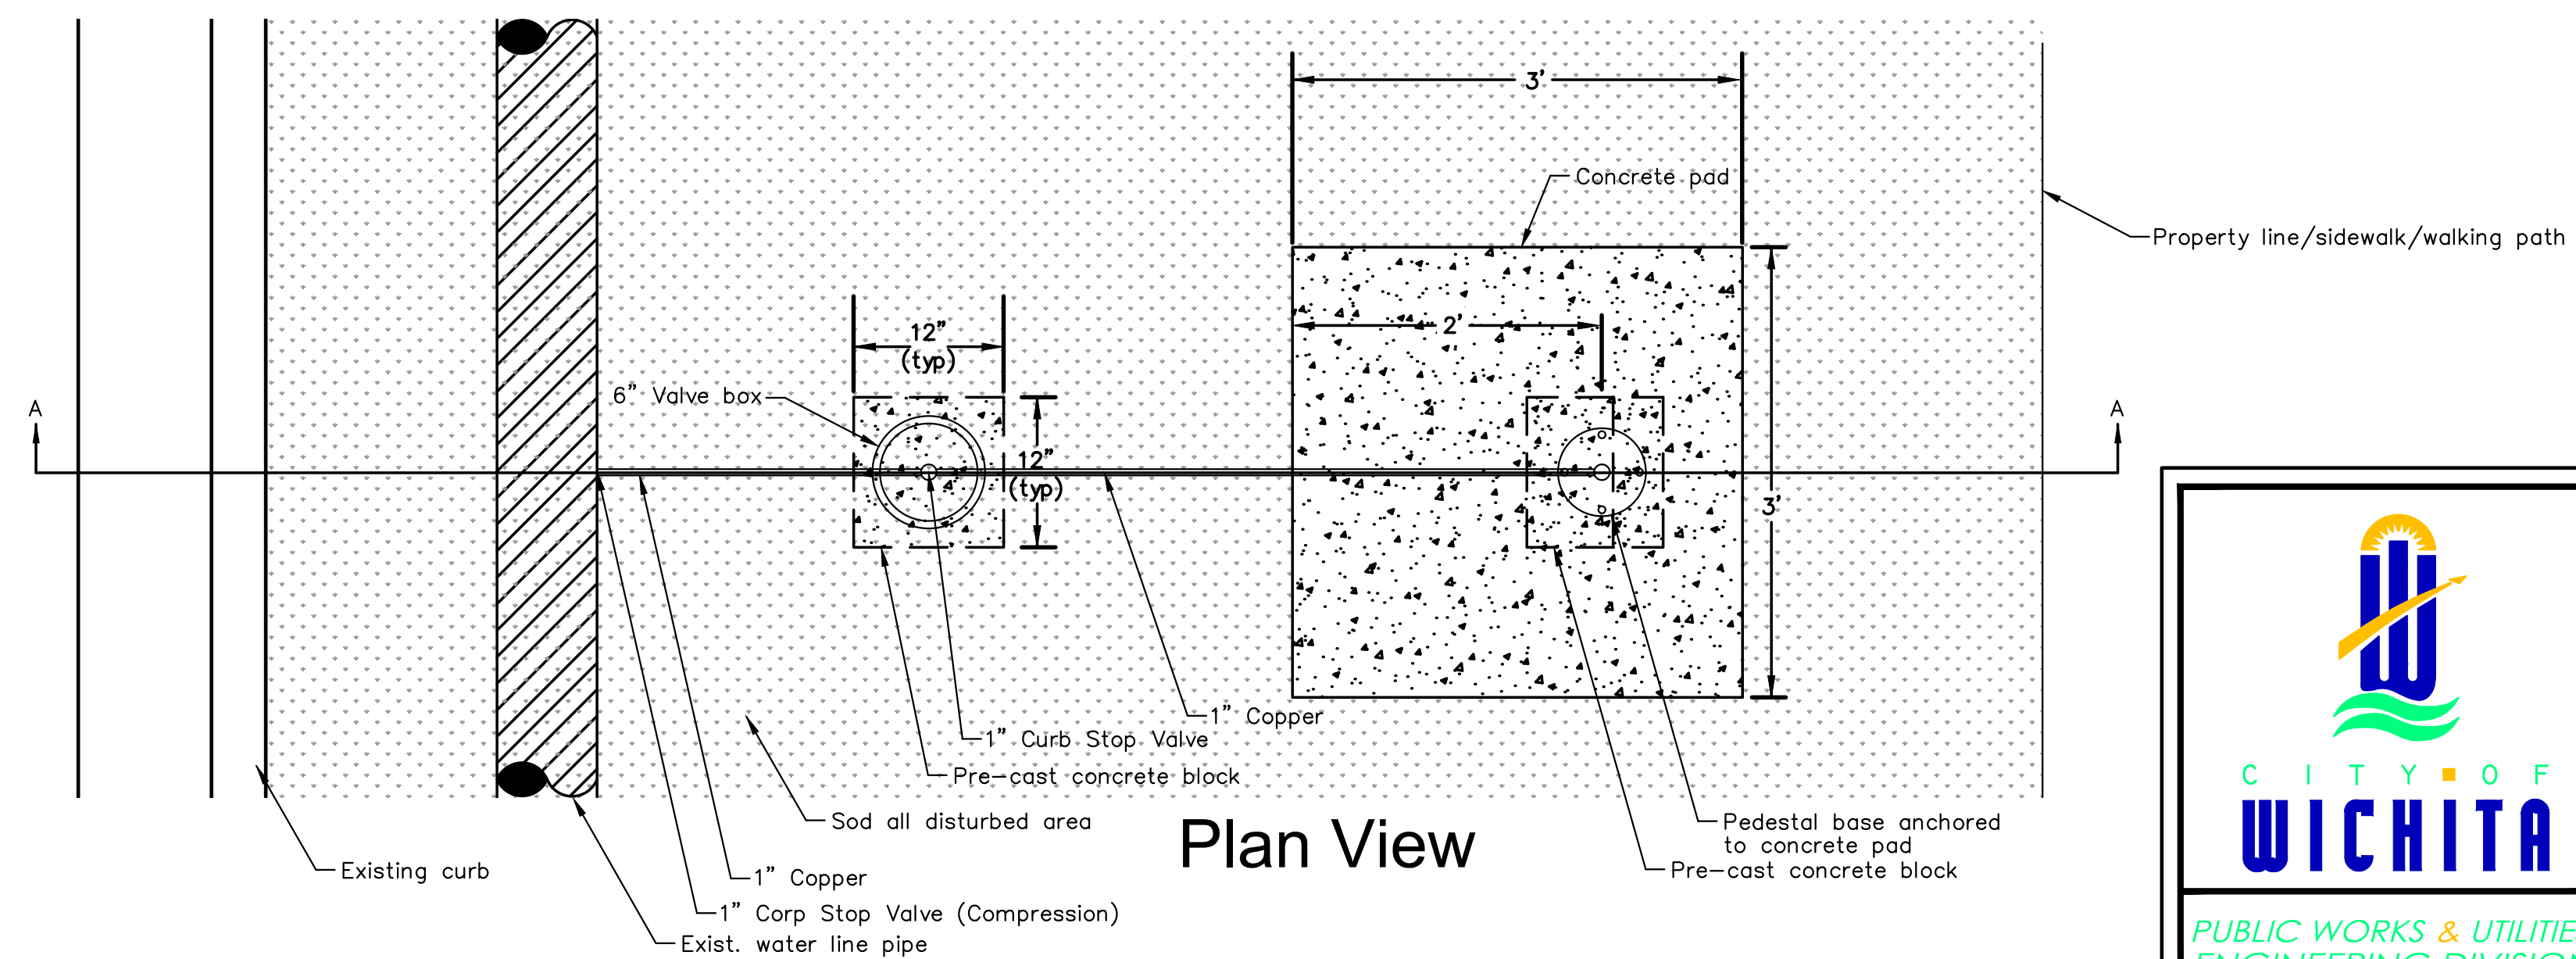 3'
Concrete pad
Property line/sidewalk/walking path
12"
(typ)
2'
6" Valve box
A
A
12"
(typ)
3'
1" Copper
1" Curb Stop Valve
Pre-cast concrete block
Sod all disturbed area
Plan View
Pedestal base anchored
to concrete pad
Pre-cast concrete block
Existing curb
1" Copper
1" Corp Stop Valve (Compression)
Exist. water line pipe
CITY OF
WICHITA
PUBLIC WORKS & UTILITIE
ENGINEERING DIVISION